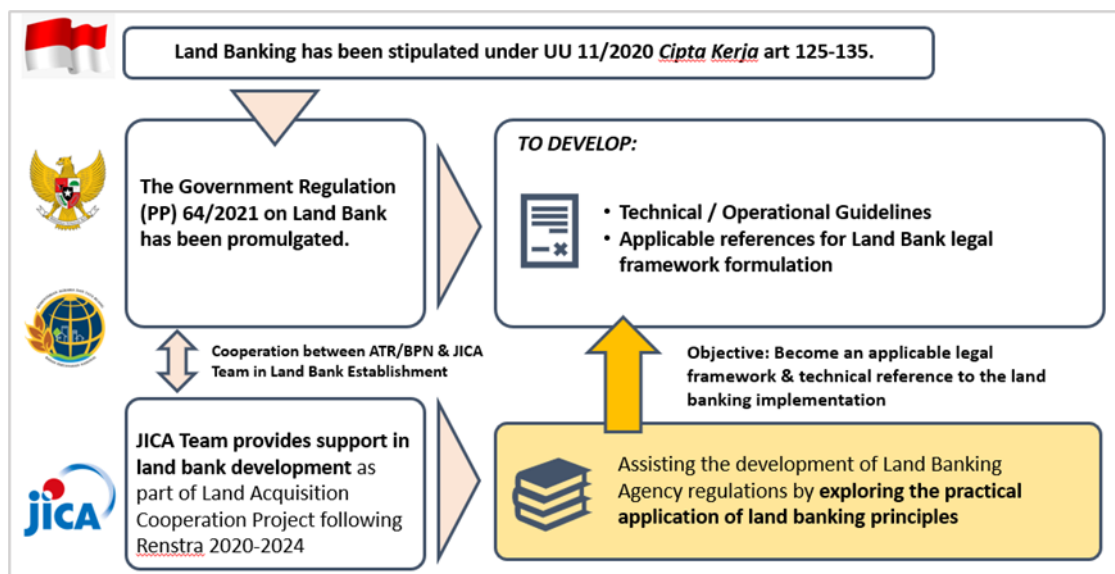 Land Banking has been stipulated under UU 11/2020 Cipta Kerja art 125-135.
The Government Regulation
(PP) 64/2021 on Land Bank
has been promulgated.
TO DEVELOP:
• Technical / Operational Guidelines
• Applicable references for Land Bank legal
framework formulation
Cooperation between ATR/BPN & JICA
Team in Land Bank Establishment
Objective: Become an applicable legal
framework & technical reference to the land
banking implementation
JICA Team provides support in
land bank development as
part of Land Acquisition
Cooperation Project following
Renstra 2020-2024
Assisting the development of Land Banking
Agency regulations by exploring the practical
application of land banking principles
jICA